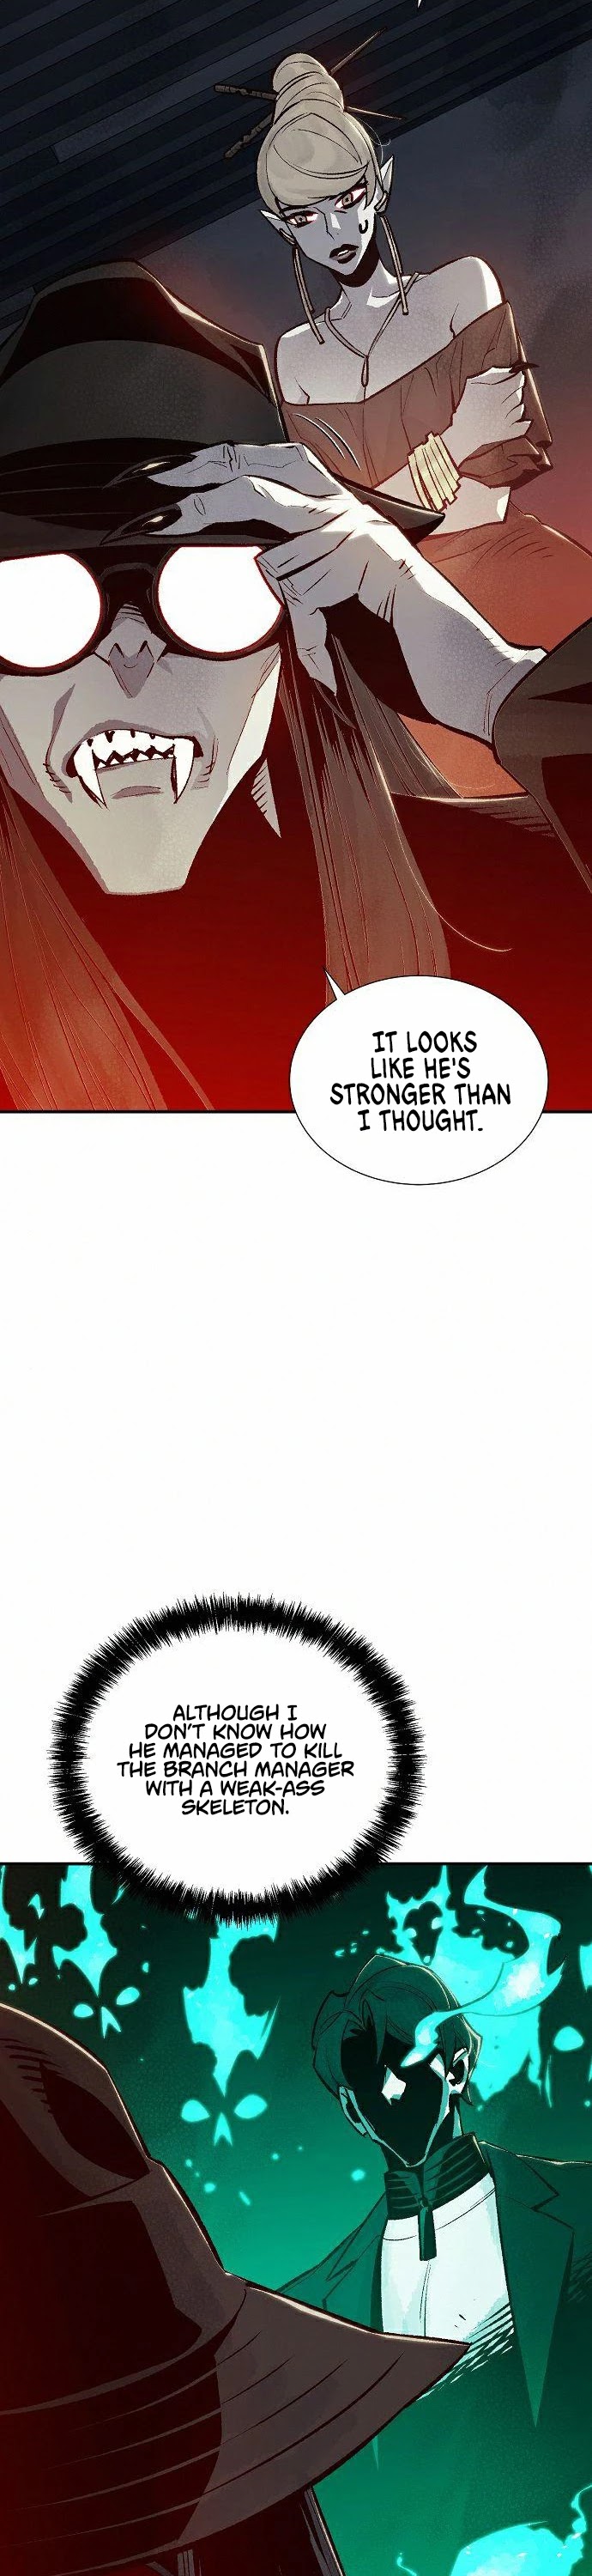 IT LOOKS
LIKE HE'S
STRONGER THAN
I THOUGHT.
ALTHOUGH I
DON'T KNOW HOW
HE MANAGED TO KILL
THE BRANCH MANAGER
WITH A WEAK-ASS
SKELETON.